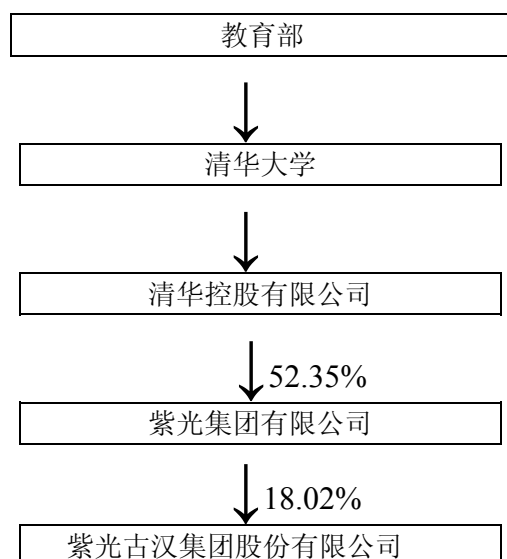 教育部
清华大学
清华控股有限公司
52.35%
紫光集团有限公司
18.02%
紫光古汉集团股份有限公司